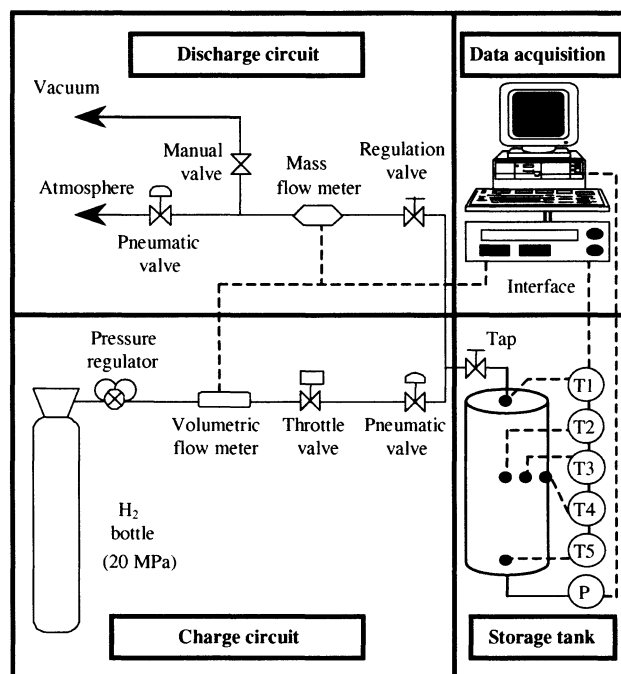 Discharge circuit
Data acquisition
Vacuum
Manual
valve
Mass
flow meter
Regulation
valve
Atmosphere
Pneumatic
valve
Interface
Pressure
regulator
Tap
Volumetric
flow meter
Throttle
valve
Pneumatic
valve
T1
T2
T3
T4
T5
P
H₂
bottle
(20 MPa)
Charge circuit
Storage tank